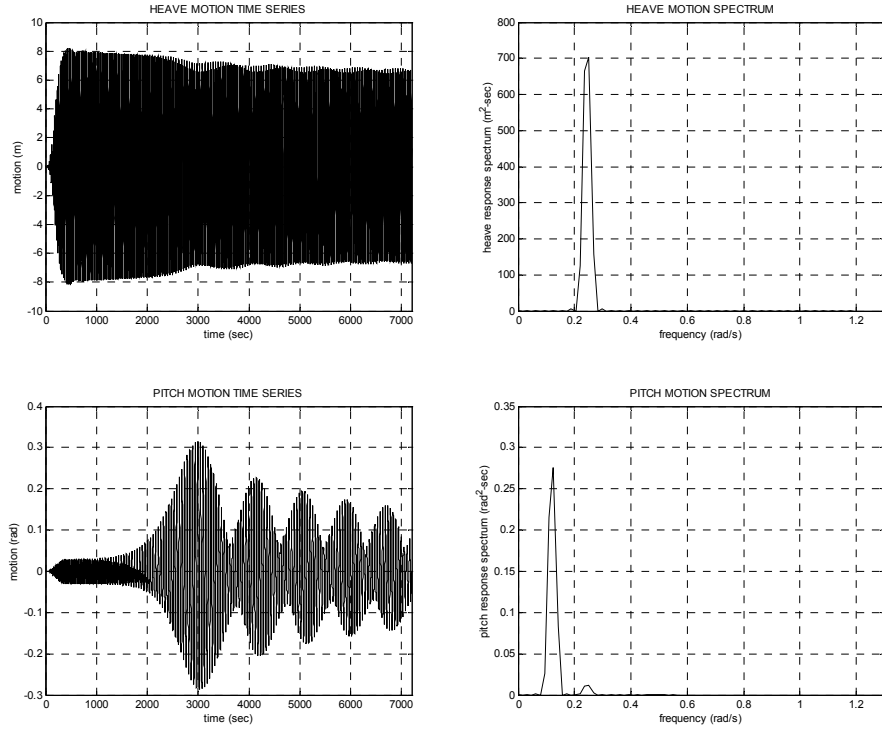 HEAVE MOTION TIME SERIES
motion (m)
10
8
6
4
2
0
-2
-4
-6
-8
-10
0 1000 2000 3000 4000 5000 6000 7000
time (sec)
HEAVE MOTION SPECTRUM
heave response spectrum (m²-sec)
800
700
600
500
400
300
200
100
0
0 0.2 0.4 0.6 0.8 1 1.2
frequency (rad/s)
PITCH MOTION TIME SERIES
motion (rad)
0.4
0.3
0.2
0.1
0
-0.1
-0.2
-0.3
0 1000 2000 3000 4000 5000 6000 7000
time (sec)
PITCH MOTION SPECTRUM
pitch response spectrum (rad²-sec)
0.35
0.3
0.25
0.2
0.15
0.1
0.05
0
0 0.2 0.4 0.6 0.8 1 1.2
frequency (rad/s)